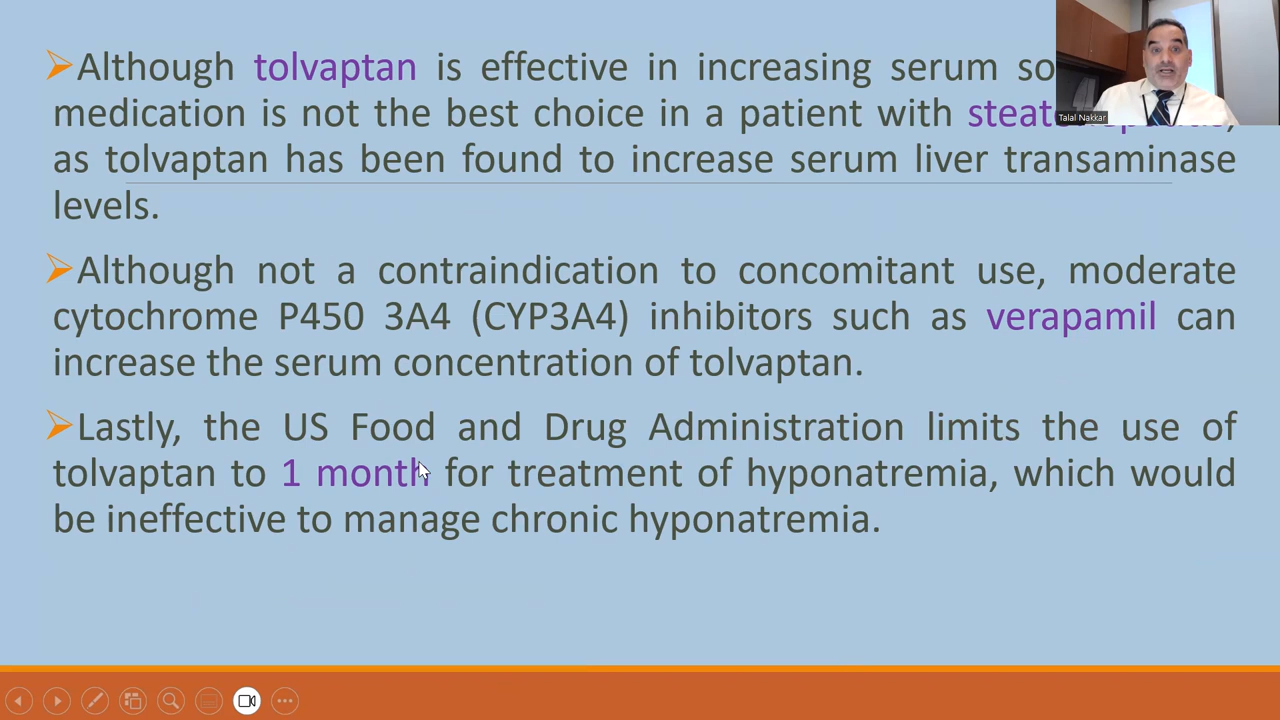 ➢Although tolvaptan is effective in increasing serum so
medication is not the best choice in a patient with
as tolvaptan has been found to increase serum liver transaminase
levels.
➢Although not a contraindication to concomitant use, moderate
cytochrome P450 3A4 (CYP3A4) inhibitors such as verapamil can
increase the serum concentration of tolvaptan.
➢Lastly, the US Food and Drug Administration limits the use of
tolvaptan to 1 month for treatment of hyponatremia, which would
be ineffective to manage chronic hyponatremia.
Talal Nakkar